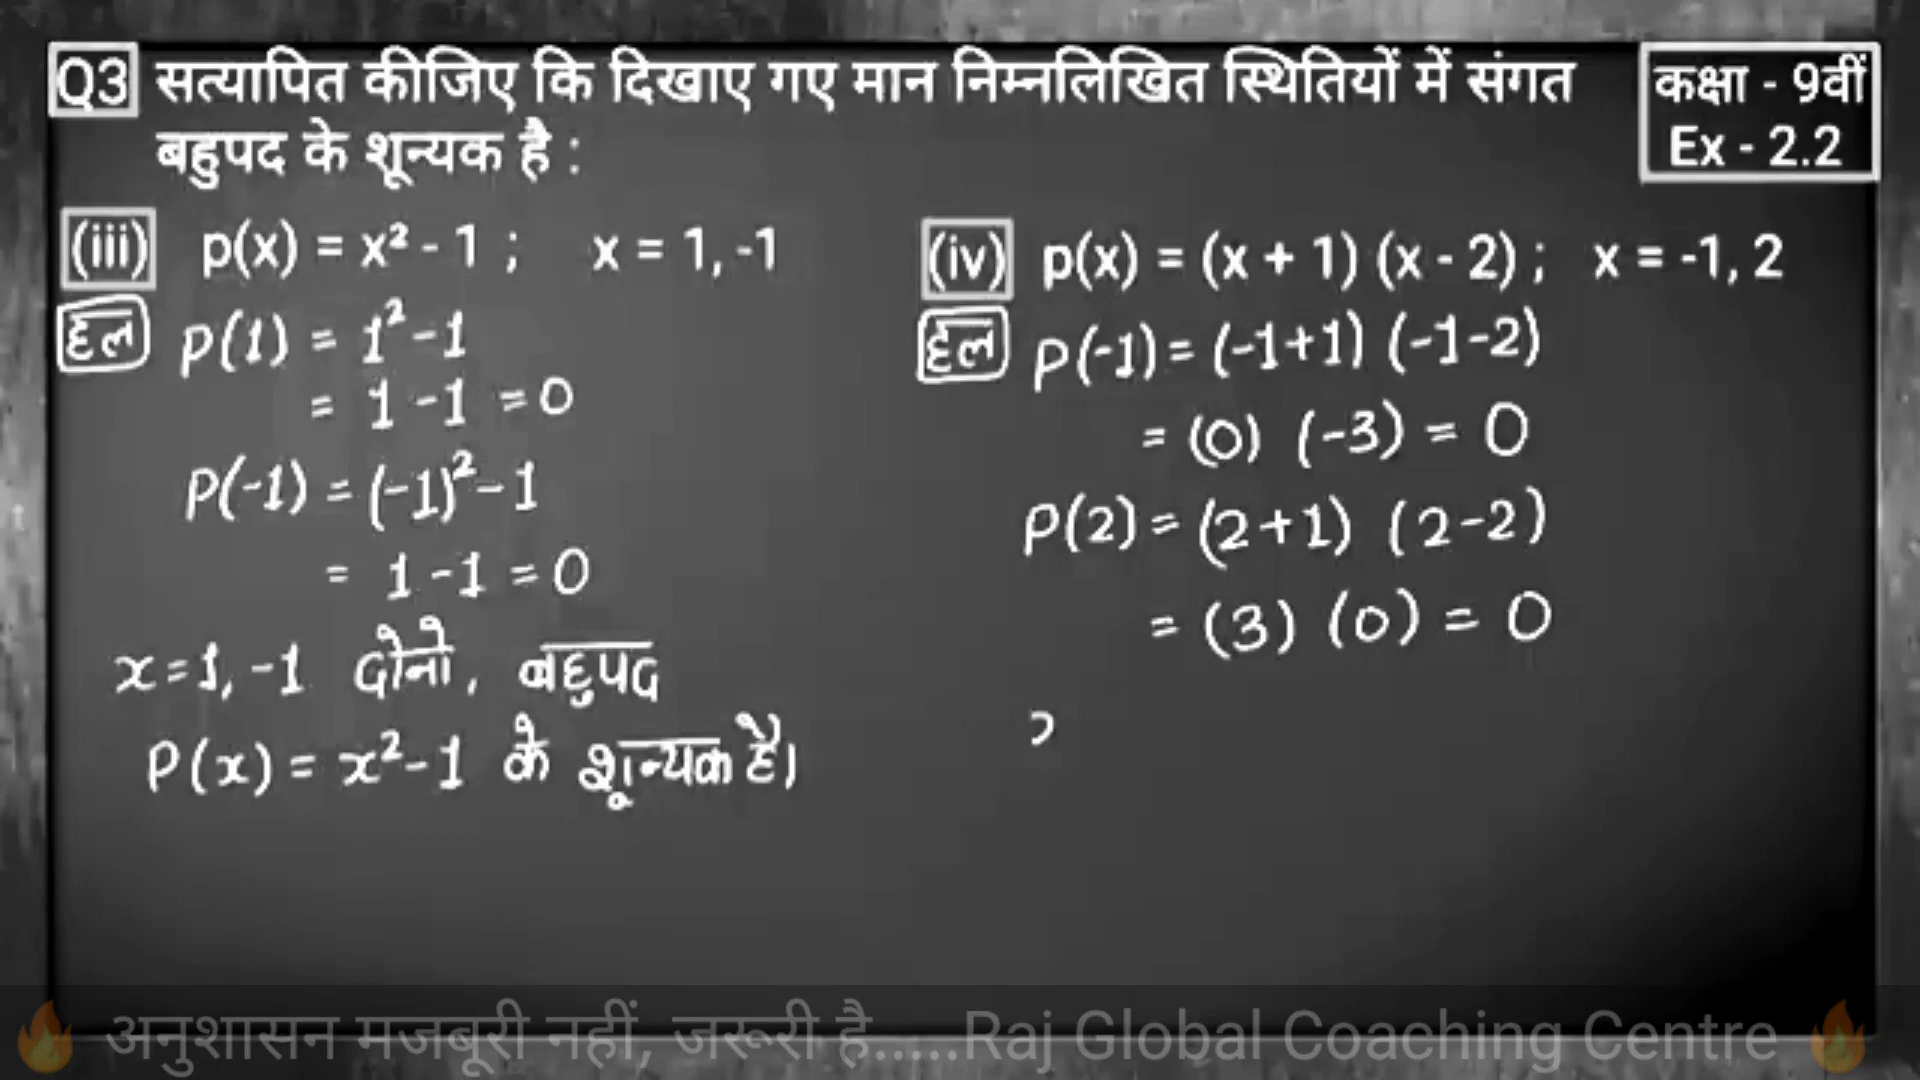 Q3 सत्यापित कीजिए कि दिखाए गए मान निम्नलिखित स्थितियों में संगत
बहुपद के शून्यक है :
कक्षा - 9वीं
Ex - 2.2
(iii) p(x) = x² - 1 ; x = 1, -1
हल P(1) = 1² - 1
= 1 - 1 = 0
P(-1) = (-1)² - 1
= 1 - 1 = 0
x = 1, -1 दोनो, बहुपद
P(x) = x² - 1 के शून्यक है।
(iv) p(x) = (x + 1) (x - 2) ; x = -1, 2
हल P(-1) = (-1+1) (-1-2)
= (0) (-3) = 0
P(2) = (2+1) (2-2)
= (3) (0) = 0
अनुशासन मजबूरी नहीं, जरूरी है.....Raj Global Coaching Centre